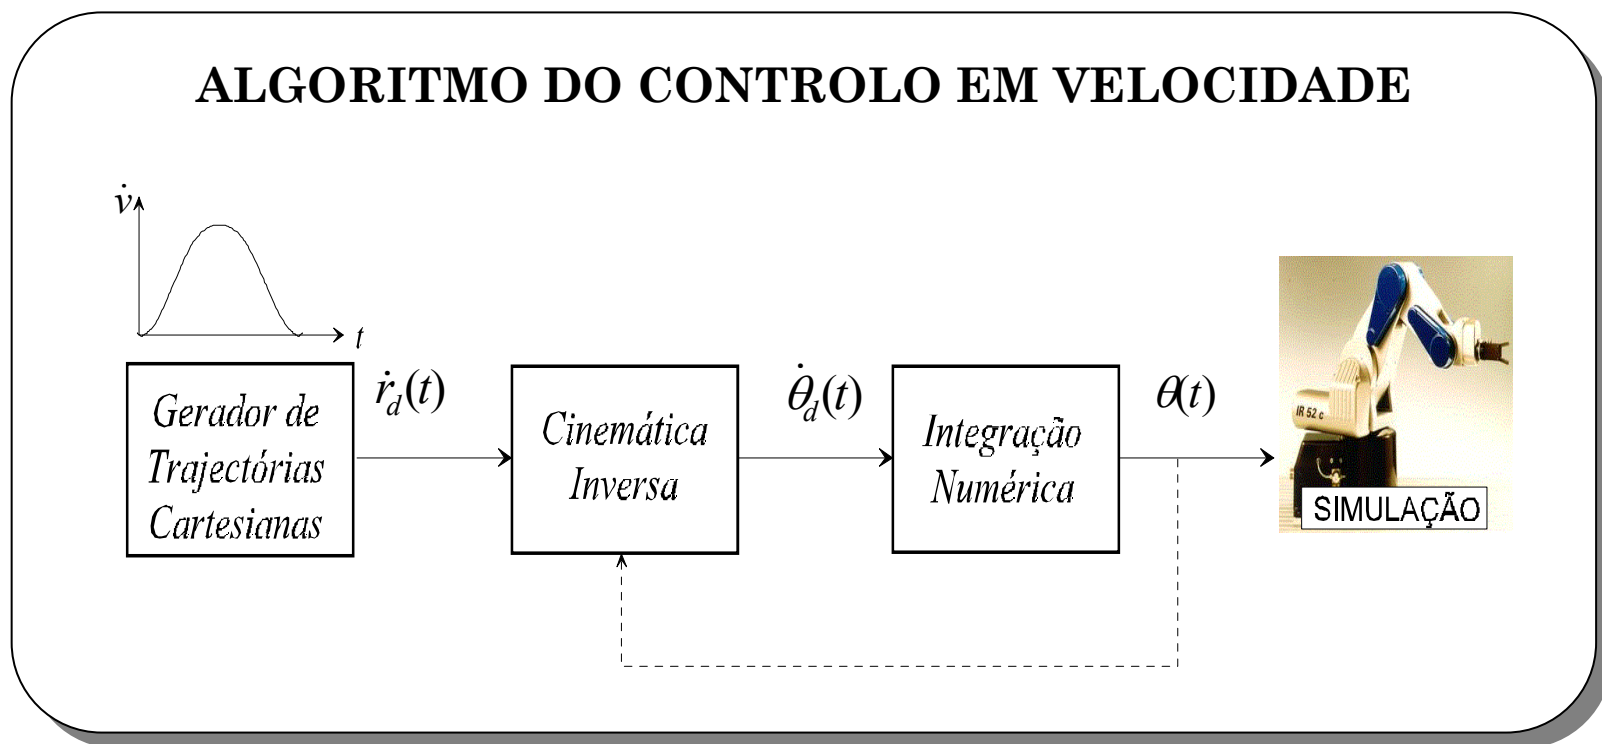 ALGORITMO DO CONTROLO EM VELOCIDADE
v̇
t
Gerador de
Trajectórias
Cartesianas
ṙd(t)
Cinemática
Inversa
θ̇d(t)
Integração
Numérica
θ(t)
IR 52 c
SIMULAÇÃO